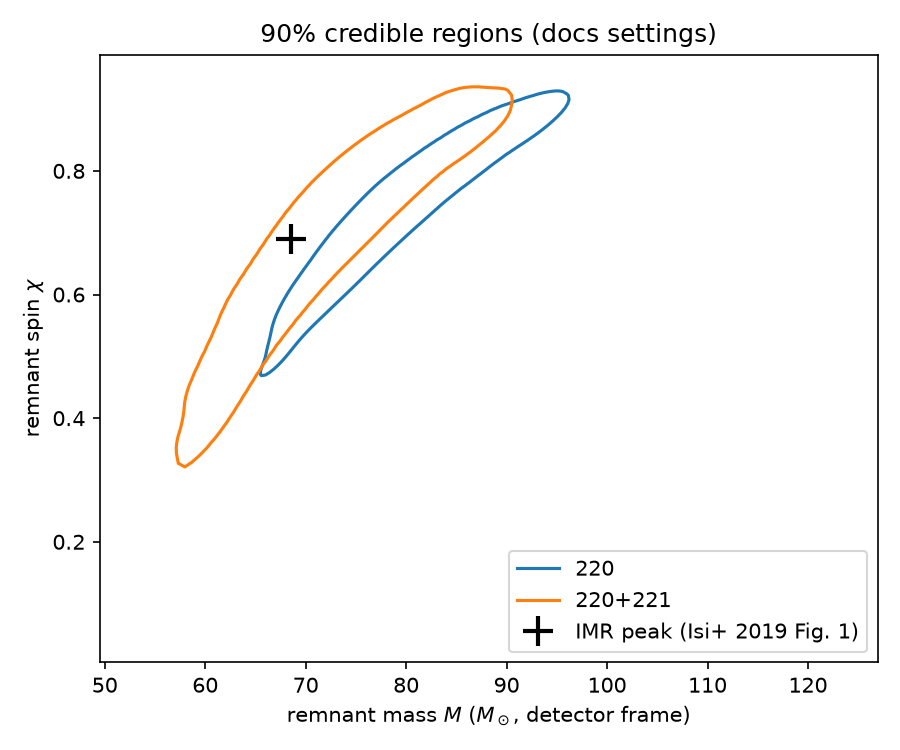 90% credible regions (docs settings)
remnant spin χ
0.8
0.6
0.4
0.2
220
220+221
IMR peak (Isi+ 2019 Fig. 1)
50 60 70 80 90 100 110 120
remnant mass M (M⊙, detector frame)